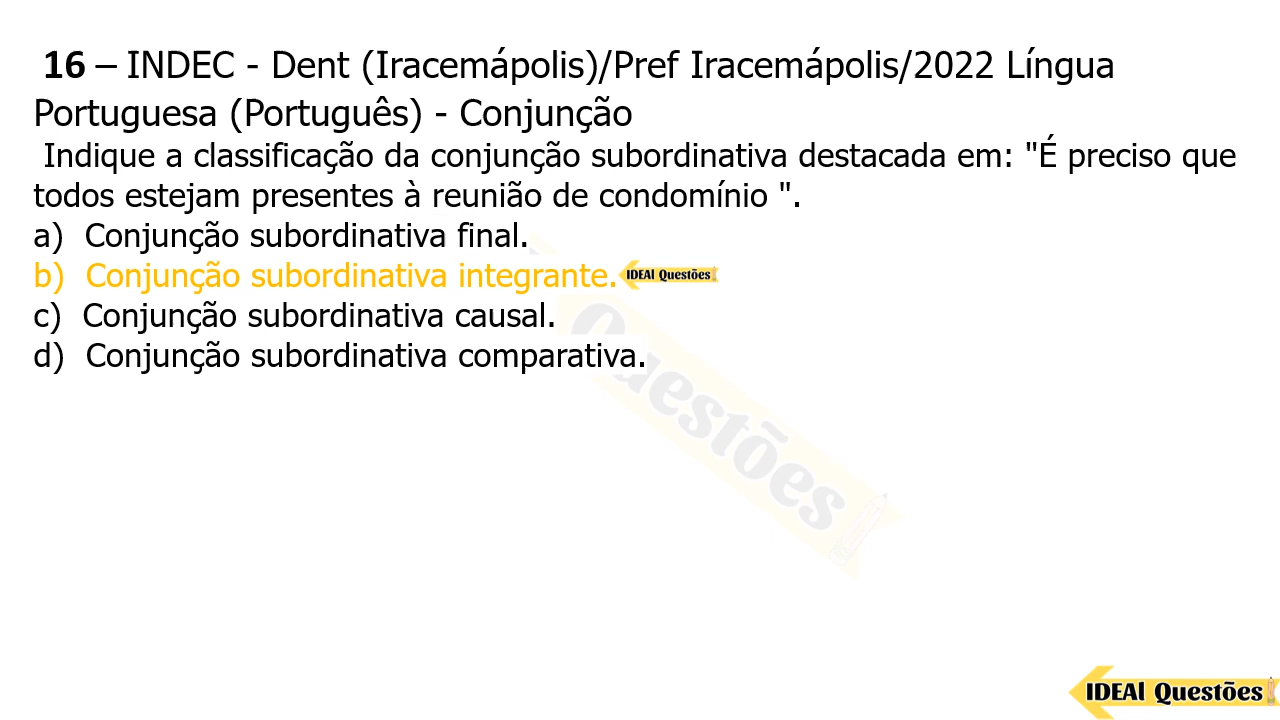 16 – INDEC - Dent (Iracemápolis)/Pref Iracemápolis/2022 Língua
Portuguesa (Português) - Conjunção
Indique a classificação da conjunção subordinativa destacada em: "É preciso que
todos estejam presentes à reunião de condomínio ".
a) Conjunção subordinativa final.
b) Conjunção subordinativa integrante. IDEAl Questões
c) Conjunção subordinativa causal.
d) Conjunção subordinativa comparativa.
Questões
IDEAl Questões